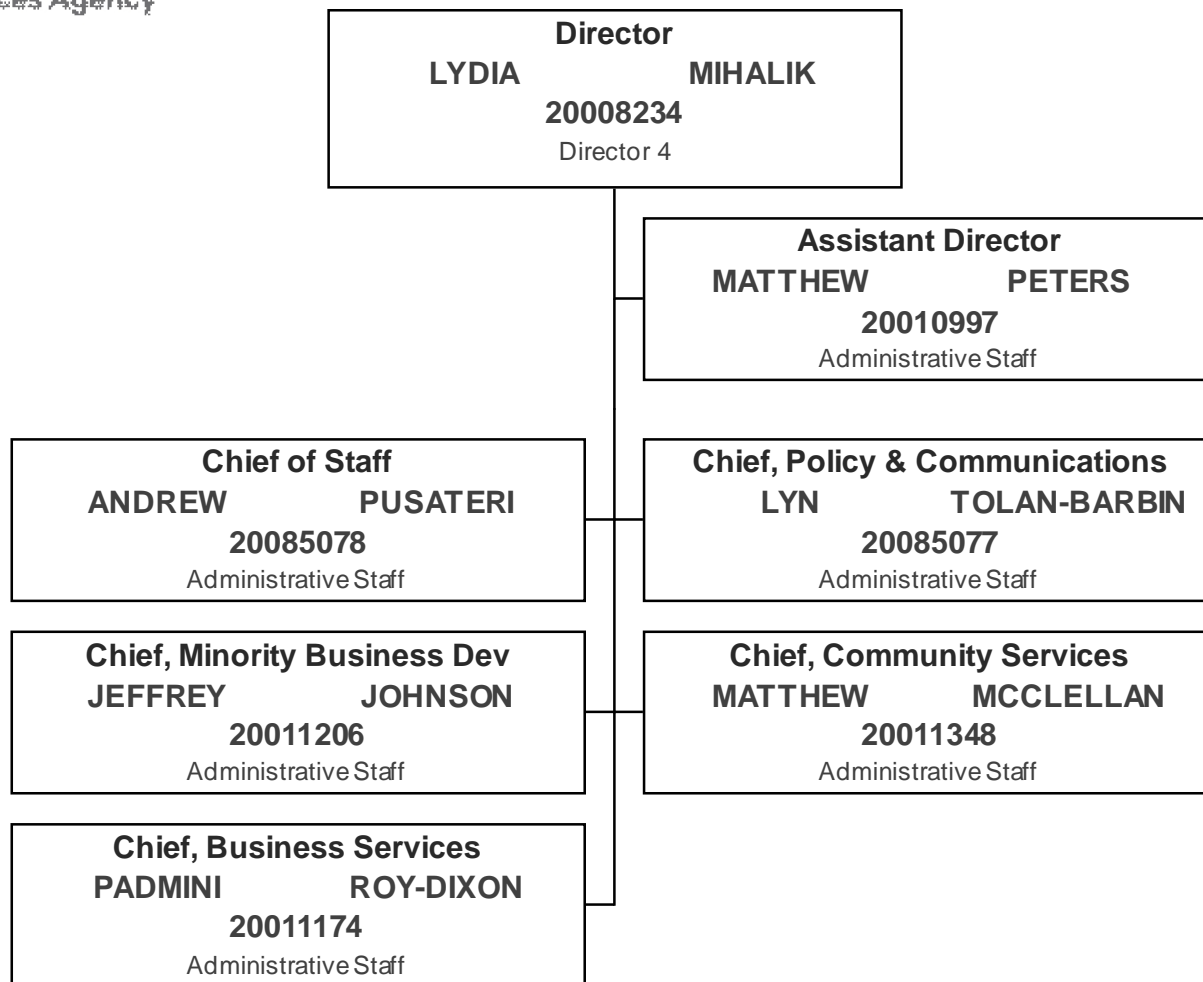 Agency
Director
LYDIA MIHALIK
20008234
Director 4
Assistant Director
MATTHEW PETERS
20010997
Administrative Staff
Chief of Staff
ANDREW PUSATERI
20085078
Administrative Staff
Chief, Policy & Communications
LYN TOLAN-BARBIN
20085077
Administrative Staff
Chief, Minority Business Dev
JEFFREY JOHNSON
20011206
Administrative Staff
Chief, Community Services
MATTHEW MCCLELLAN
20011348
Administrative Staff
Chief, Business Services
PADMINI ROY-DIXON
20011174
Administrative Staff